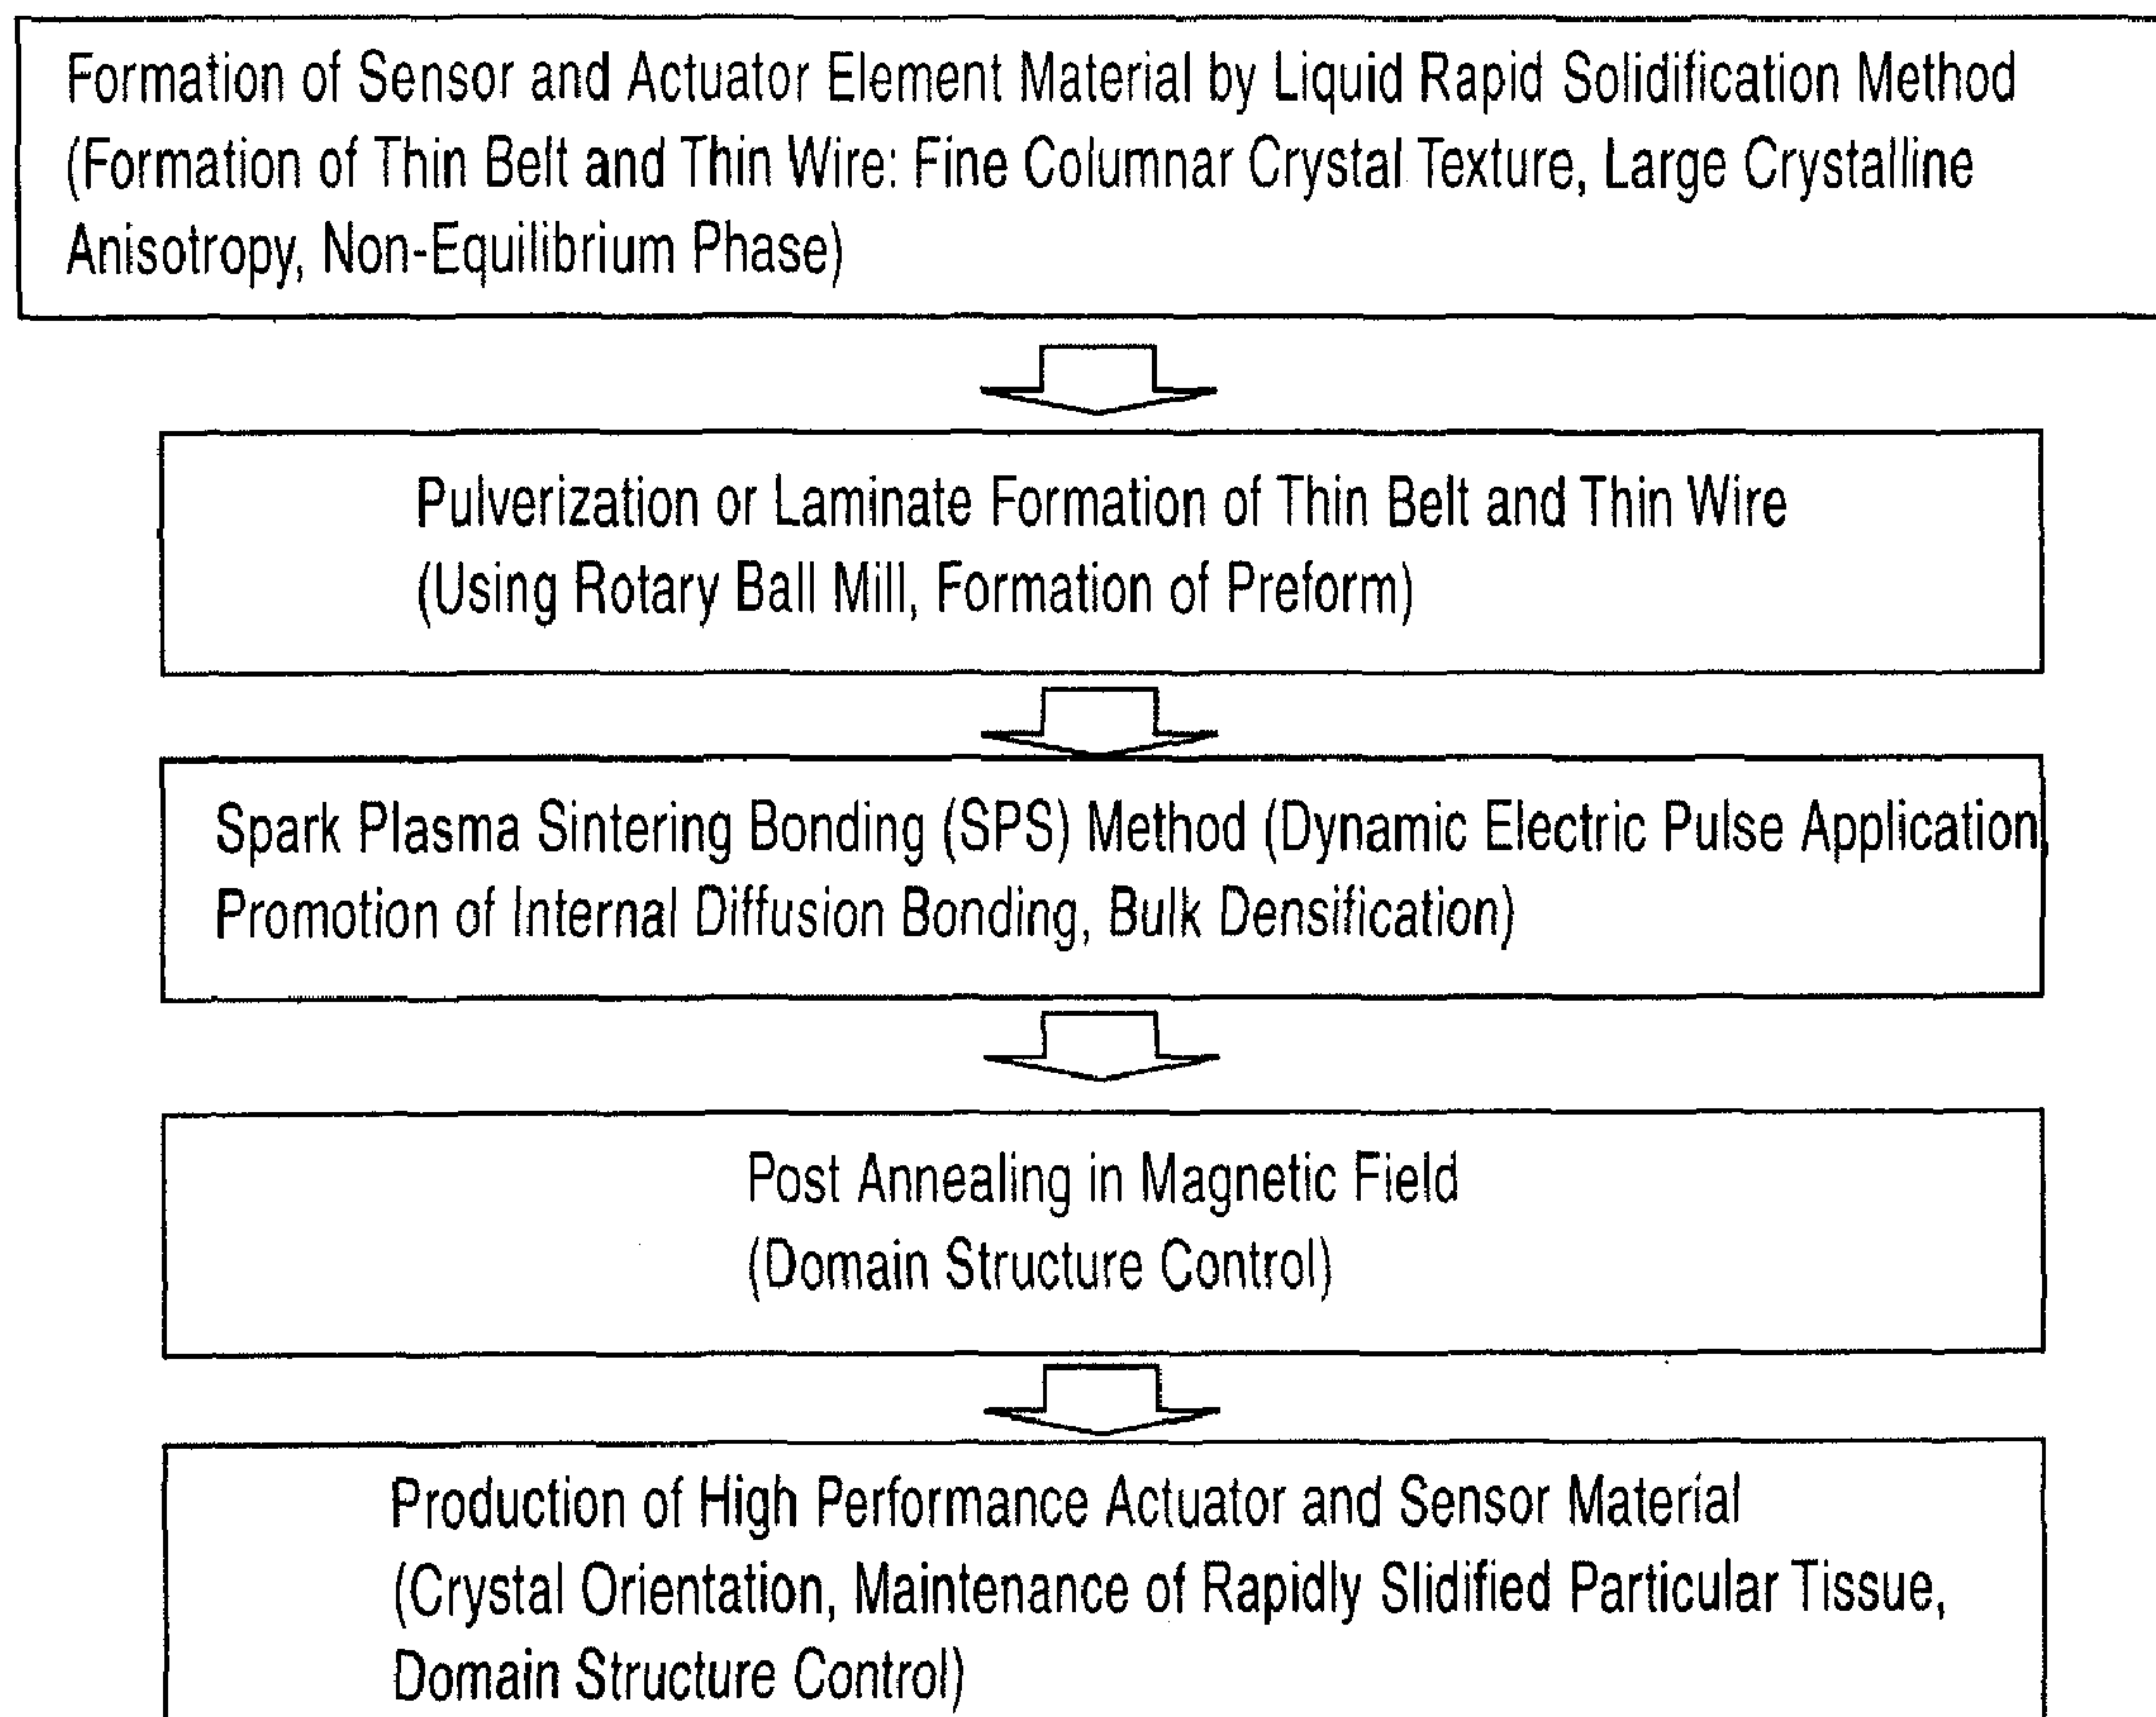 Formation of Sensor and Actuator Element Material by Liquid Rapid Solidification Method
(Formation of Thin Belt and Thin Wire: Fine Columnar Crystal Texture, Large Crystalline
Anisotropy, Non-Equilibrium Phase)
Pulverization or Laminate Formation of Thin Belt and Thin Wire
(Using Rotary Ball Mill, Formation of Preform)
Spark Plasma Sintering Bonding (SPS) Method (Dynamic Electric Pulse Application,
Promotion of Internal Diffusion Bonding, Bulk Densification)
Post Annealing in Magnetic Field
(Domain Structure Control)
Production of High Performance Actuator and Sensor Material
(Crystal Orientation, Maintenance of Rapidly Slidified Particular Tissue,
Domain Structure Control)